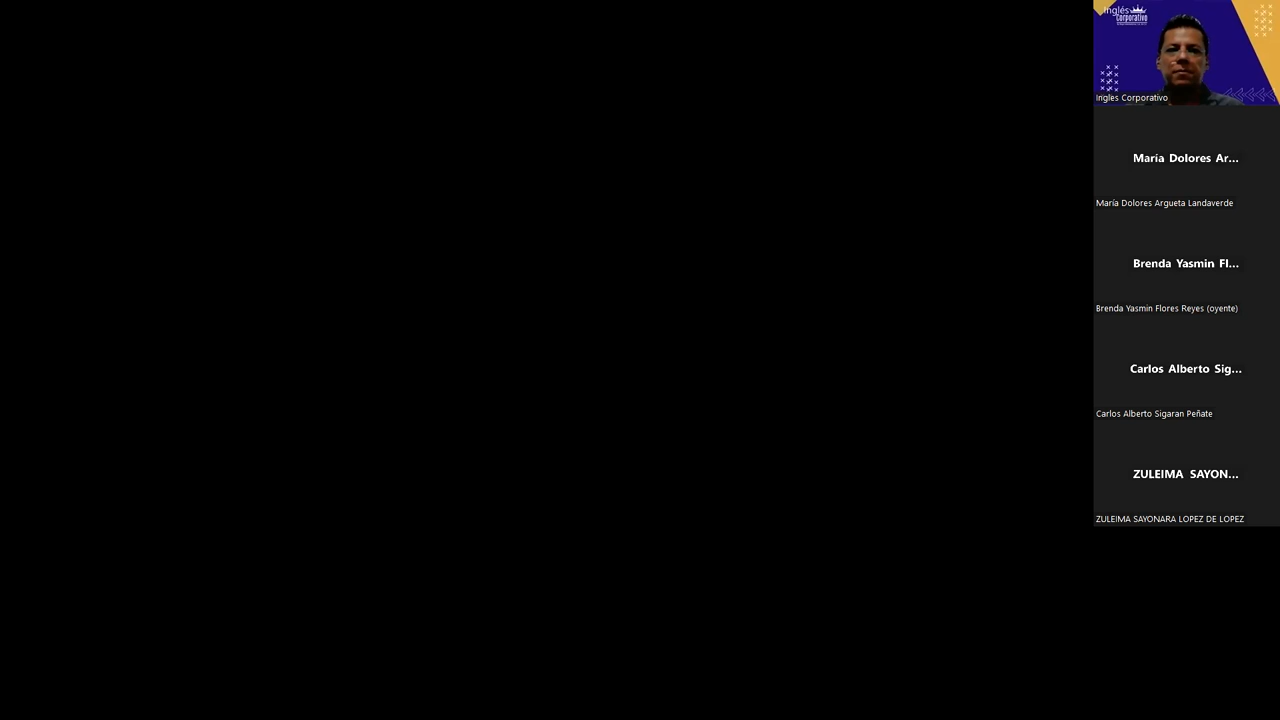 Inglés
Corporativo
Ingles Corporativo
María Dolores Ar...
María Dolores Argueta Landaverde
Brenda Yasmin Fl...
Brenda Yasmin Flores Reyes (oyente)
Carlos Alberto Sig...
Carlos Alberto Sigaran Peñate
ZULEIMA SAYON...
ZULEIMA SAYONARA LOPEZ DE LOPEZ